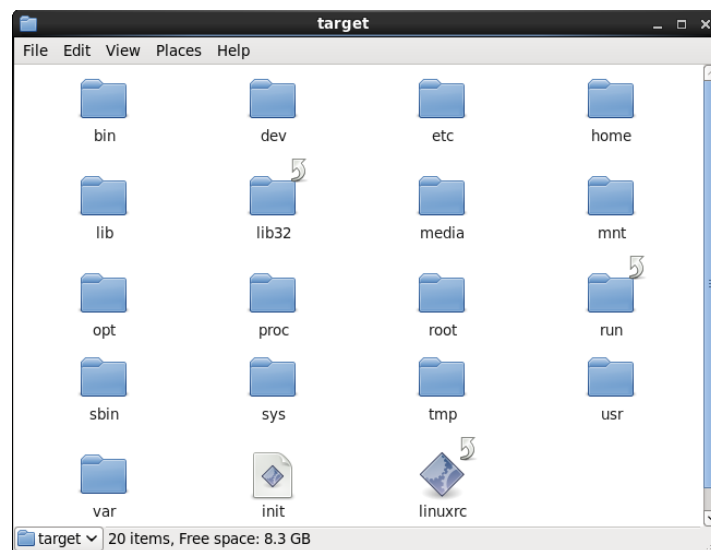 target
File Edit View Places Help
bin dev etc home
lib lib32 media mnt
opt proc root run
sbin sys tmp usr
var init linuxrc
target 20 items, Free space: 8.3 GB